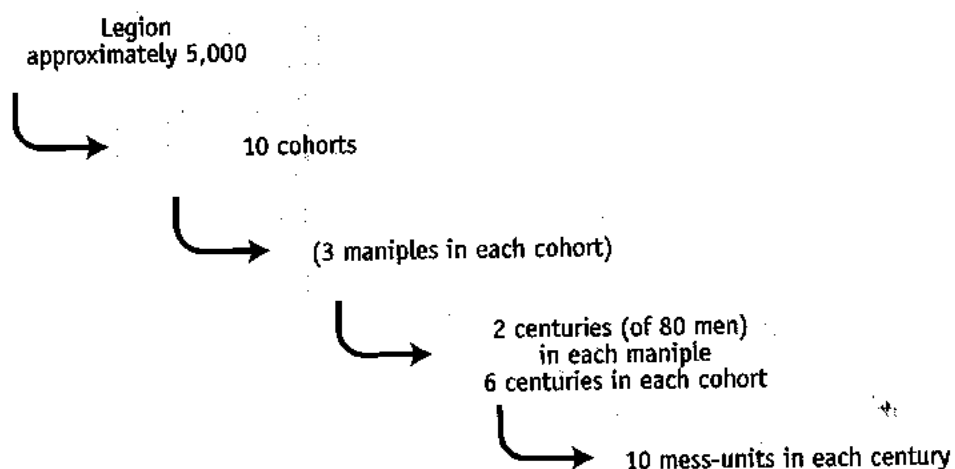 Legion
approximately 5,000
10 cohorts
(3 maniples in each cohort)
2 centuries (of 80 men)
in each maniple
6 centuries in each cohort
10 mess-units in each century